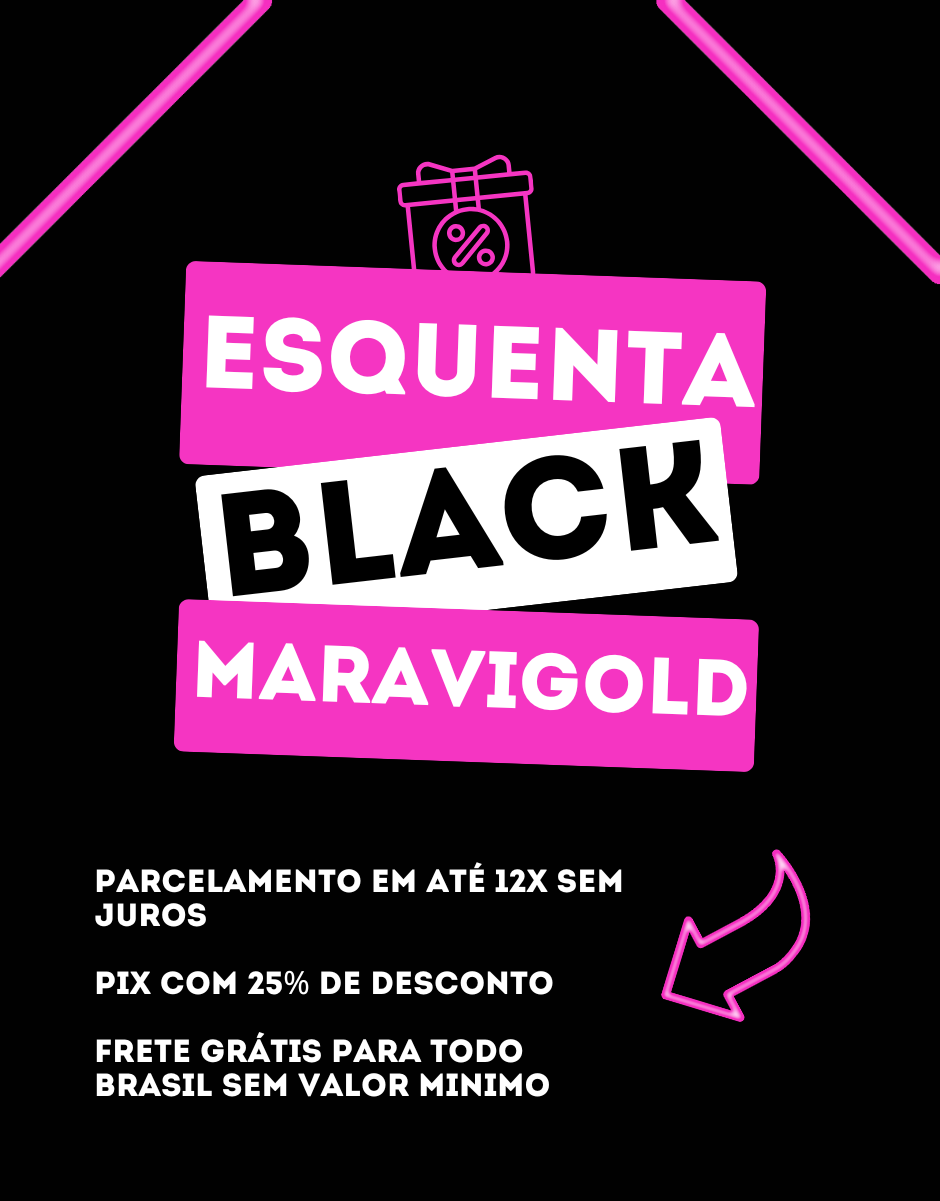 %
ESQUENTA
BLACK
MARAVIGOLD
PARCELAMENTO EM ATÉ 12X SEM
JUROS
PIX COM 25% DE DESCONTO
FRETE GRÁTIS PARA TODO
BRASIL SEM VALOR MINIMO